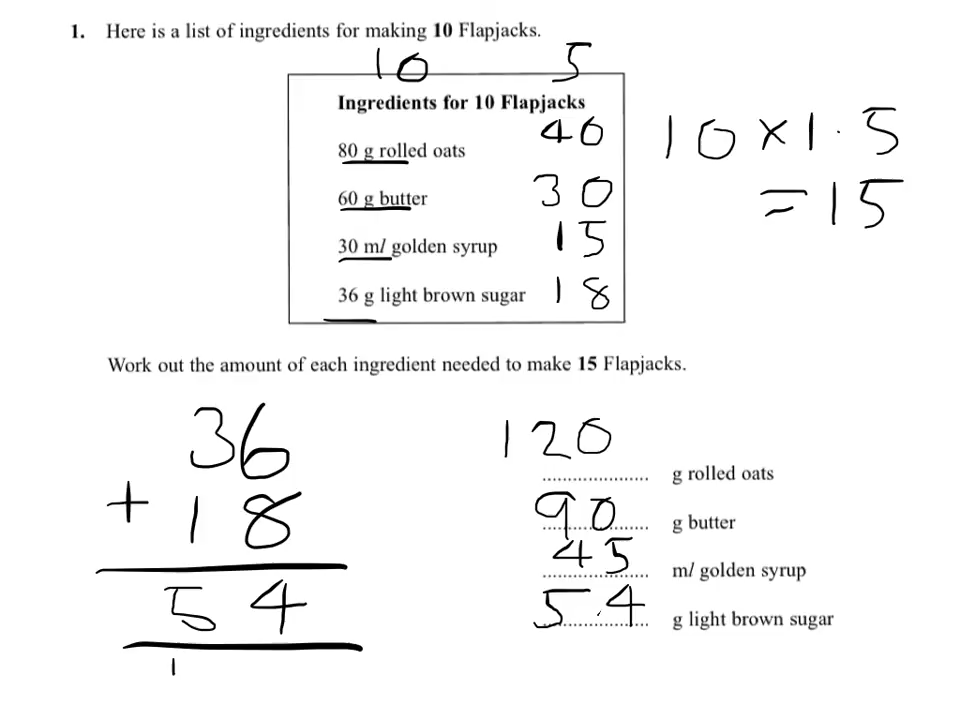 1. Here is a list of ingredients for making 10 Flapjacks.
10 5
Ingredients for 10 Flapjacks
80 g rolled oats 40
60 g butter 30
30 ml golden syrup 15
36 g light brown sugar 18
10 × 1.5
= 15
Work out the amount of each ingredient needed to make 15 Flapjacks.
36
+ 18
54
1
120 g rolled oats
90 g butter
45 ml golden syrup
54 g light brown sugar